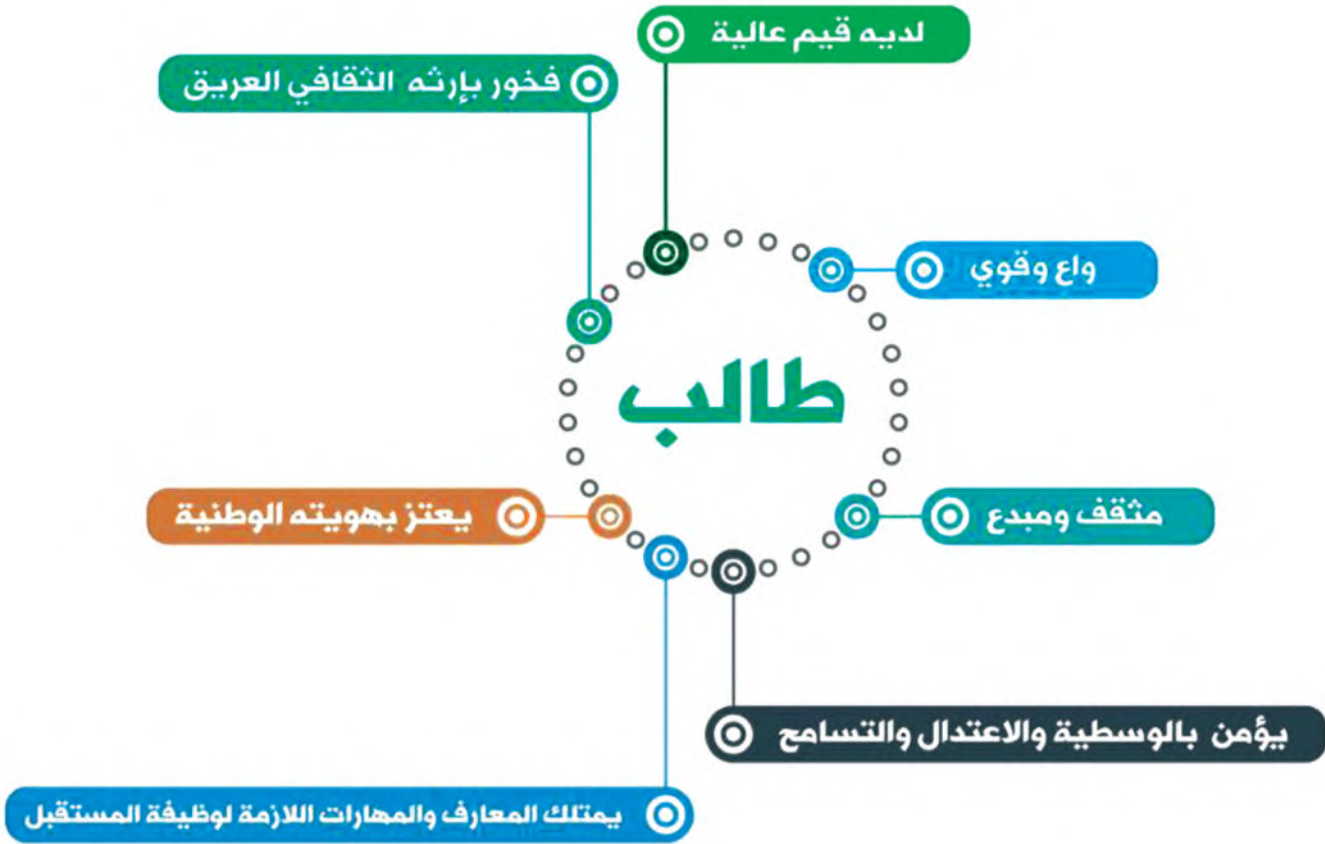 لديه قيم عالية
فخور بإرثه الثقافي العريق
واع وقوي
طالب
يعتز بهويته الوطنية
مثقف ومبدع
يؤمن بالوسطية والاعتدال والتسامح
يمتلك المعارف والمهارات اللازمة لوظيفة المستقبل